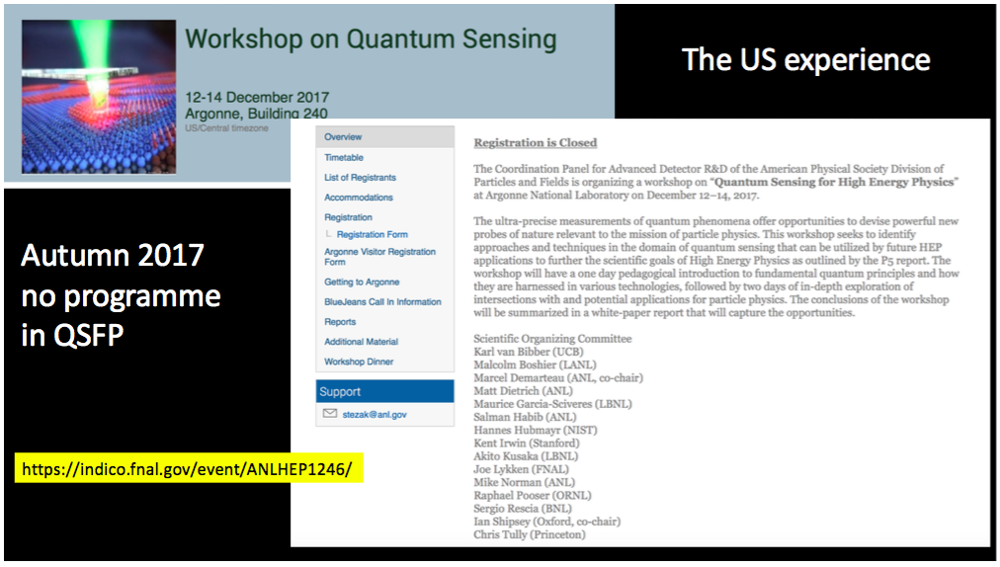 Workshop on Quantum Sensing
The US experience
12-14 December 2017
Argonne, Building 240
US/Central timezone
Autumn 2017
no programme
in QSFP
https://indico.fnal.gov/event/ANLHEP1246/
Overview
Timetable
List of Registrants
Accommodations
Registration
Registration Form
Argonne Visitor Registration
Form
Getting to Argonne
BlueJeans Call In Information
Reports
Additional Material
Workshop Dinner
Support
stezak@anl.gov
Registration is Closed
The Coordination Panel for Advanced Detector R&D of the American Physical Society Division of
Particles and Fields is organizing a workshop on “Quantum Sensing for High Energy Physics”
at Argonne National Laboratory on December 12–14, 2017.
The ultra-precise measurements of quantum phenomena offer opportunities to devise powerful new
probes of nature relevant to the mission of particle physics. This workshop seeks to identify
approaches and techniques in the domain of quantum sensing that can be utilized by future HEP
applications to further the scientific goals of High Energy Physics as outlined by the P5 report. The
workshop will have a one day pedagogical introduction to fundamental quantum principles and how
they are harnessed in various technologies, followed by two days of in-depth exploration of
intersections with and potential applications for particle physics. The conclusions of the workshop
will be summarized in a white-paper report that will capture the opportunities.
Scientific Organizing Committee
Karl van Bibber (UCB)
Malcolm Boshier (LANL)
Marcel Demarteau (ANL, co-chair)
Matt Dietrich (ANL)
Maurice Garcia-Sciveres (LBNL)
Salman Habib (ANL)
Hannes Hubmayr (NIST)
Kent Irwin (Stanford)
Akito Kusaka (LBNL)
Joe Lykken (FNAL)
Mike Norman (ANL)
Raphael Pooser (ORNL)
Sergio Rescia (BNL)
Ian Shipsey (Oxford, co-chair)
Chris Tully (Princeton)